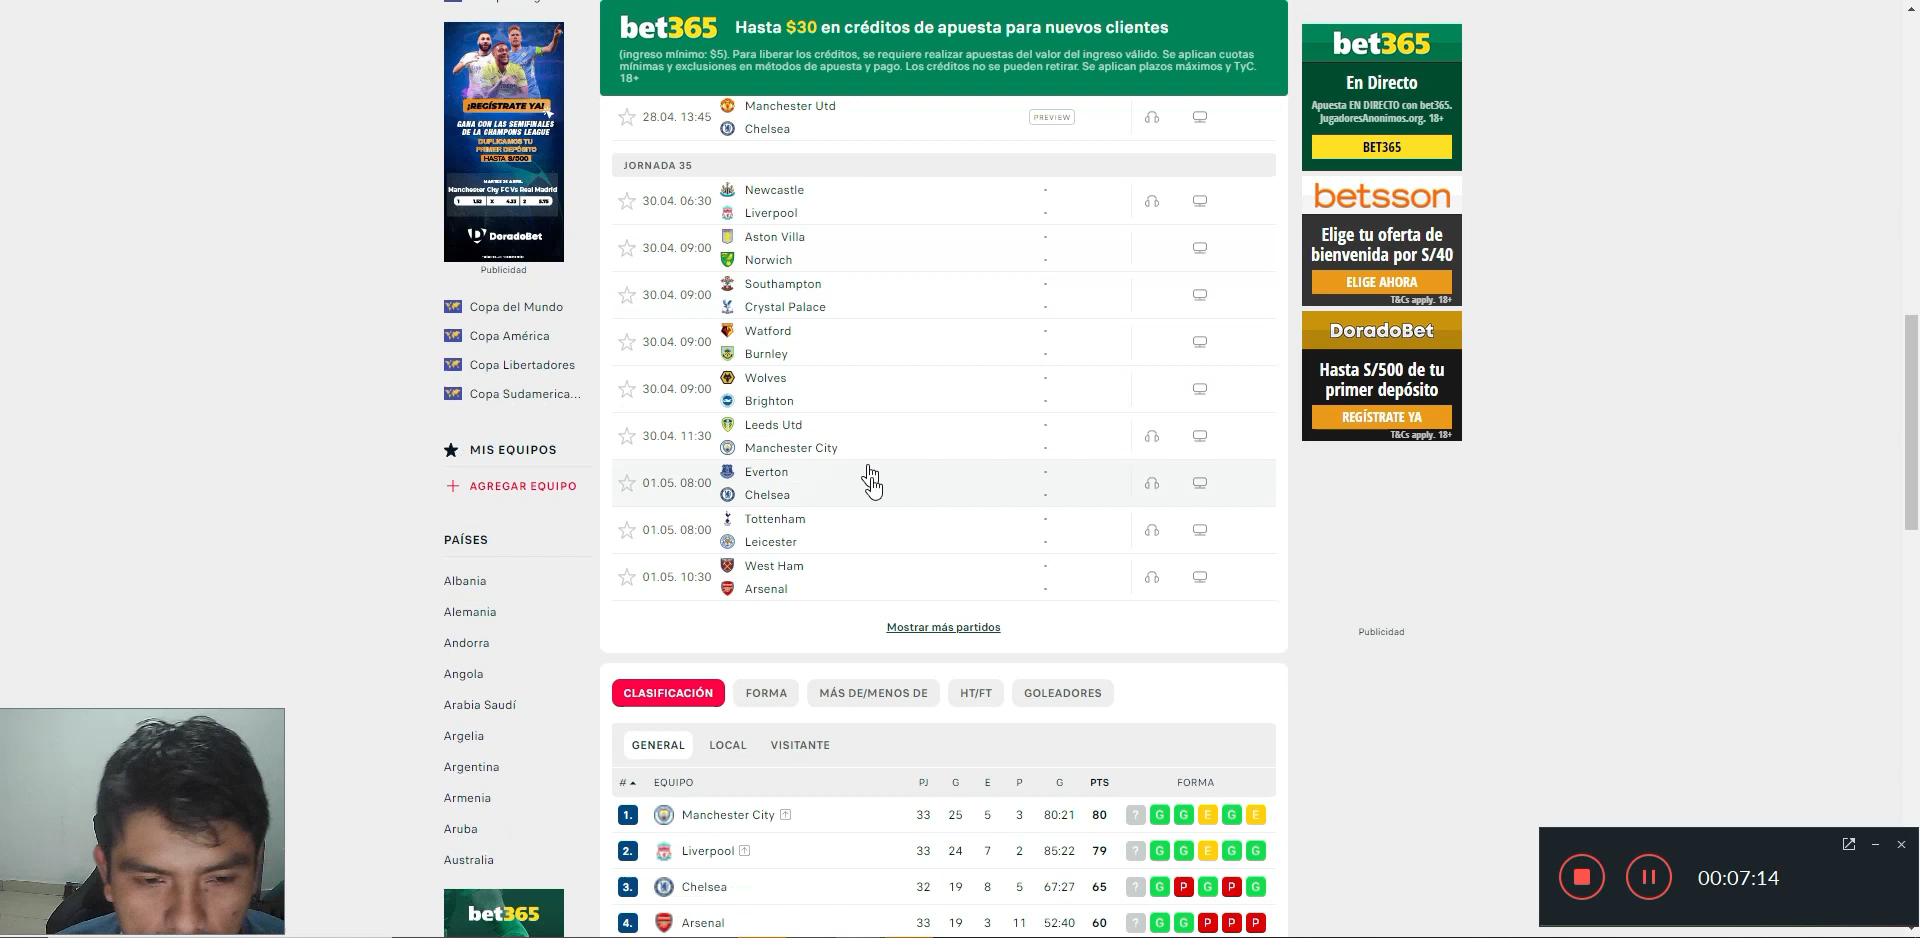 ¡REGÍSTRATE YA!
GANA CON LAS SEMIFINALES
DE LA CHAMPIONS LEAGUE
DUPLICAMOS TU
PRIMER DEPÓSITO
HASTA S/500
Manchester City FC Vs Real Madrid
DoradoBet
Publicidad
Copa del Mundo
Copa América
Copa Libertadores
Copa Sudamerica...
MIS EQUIPOS
AGREGAR EQUIPO
PAÍSES
Albania
Alemania
Andorra
Angola
Arabia Saudí
Argelia
Argentina
Armenia
Aruba
Australia
bet365
bet365 Hasta $30 en créditos de apuesta para nuevos clientes
(ingreso mínimo: $5). Para liberar los créditos, se requiere realizar apuestas del valor del ingreso válido. Se aplican cuotas
mínimas y exclusiones en métodos de apuesta y pago. Los créditos no se pueden retirar. Se aplican plazos máximos y TyC.
18+
28.04. 13:45 Manchester Utd PREVIEW
Chelsea
JORNADA 35
30.04. 06:30 Newcastle -
Liverpool -
30.04. 09:00 Aston Villa -
Norwich -
30.04. 09:00 Southampton -
Crystal Palace -
30.04. 09:00 Watford -
Burnley -
30.04. 09:00 Wolves -
Brighton -
30.04. 11:30 Leeds Utd -
Manchester City -
01.05. 08:00 Everton -
Chelsea -
01.05. 08:00 Tottenham -
Leicester -
01.05. 10:30 West Ham -
Arsenal -
Mostrar más partidos
CLASIFICACIÓN FORMA MÁS DE/MENOS DE HT/FT GOLEADORES
GENERAL LOCAL VISITANTE
# EQUIPO PJ G E P G PTS FORMA
1. Manchester City 33 25 5 3 80:21 80 ? G G E G E
2. Liverpool 33 24 7 2 85:22 79 ? G G E G G
3. Chelsea 32 19 8 5 67:27 65 ? G P G P G
4. Arsenal 33 19 3 11 52:40 60 ? G G P P P
bet365
En Directo
Apuesta EN DIRECTO con bet365.
JugadoresAnonimos.org. 18+
BET365
betsson
Elige tu oferta de
bienvenida por S/40
ELIGE AHORA
T&Cs apply. 18+
DoradoBet
Hasta S/500 de tu
primer depósito
REGÍSTRATE YA
T&Cs apply. 18+
Publicidad
00:07:14